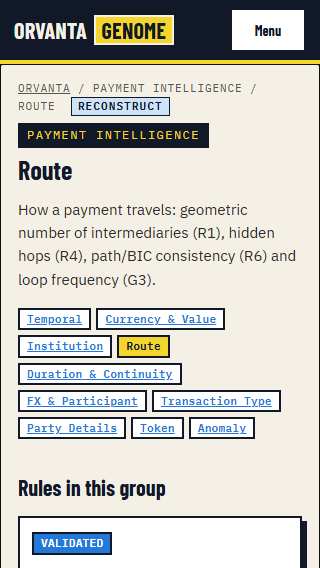 ORVANTA GENOME
Menu
ORVANTA / PAYMENT INTELLIGENCE /
ROUTE RECONSTRUCT
PAYMENT INTELLIGENCE
Route
How a payment travels: geometric
number of intermediaries (R1), hidden
hops (R4), path/BIC consistency (R6) and
loop frequency (G3).
Temporal Currency & Value
Institution Route
Duration & Continuity
FX & Participant Transaction Type
Party Details Token Anomaly
Rules in this group
VALIDATED